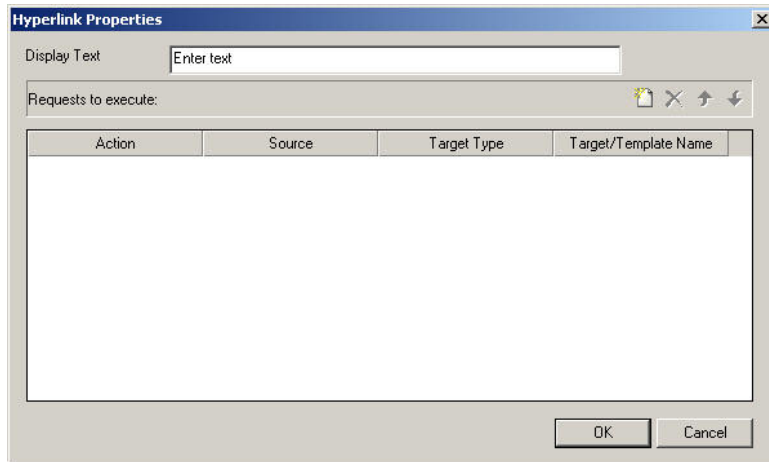 Hyperlink Properties
Display Text Enter text
Requests to execute:
Action Source Target Type Target/Template Name
OK Cancel